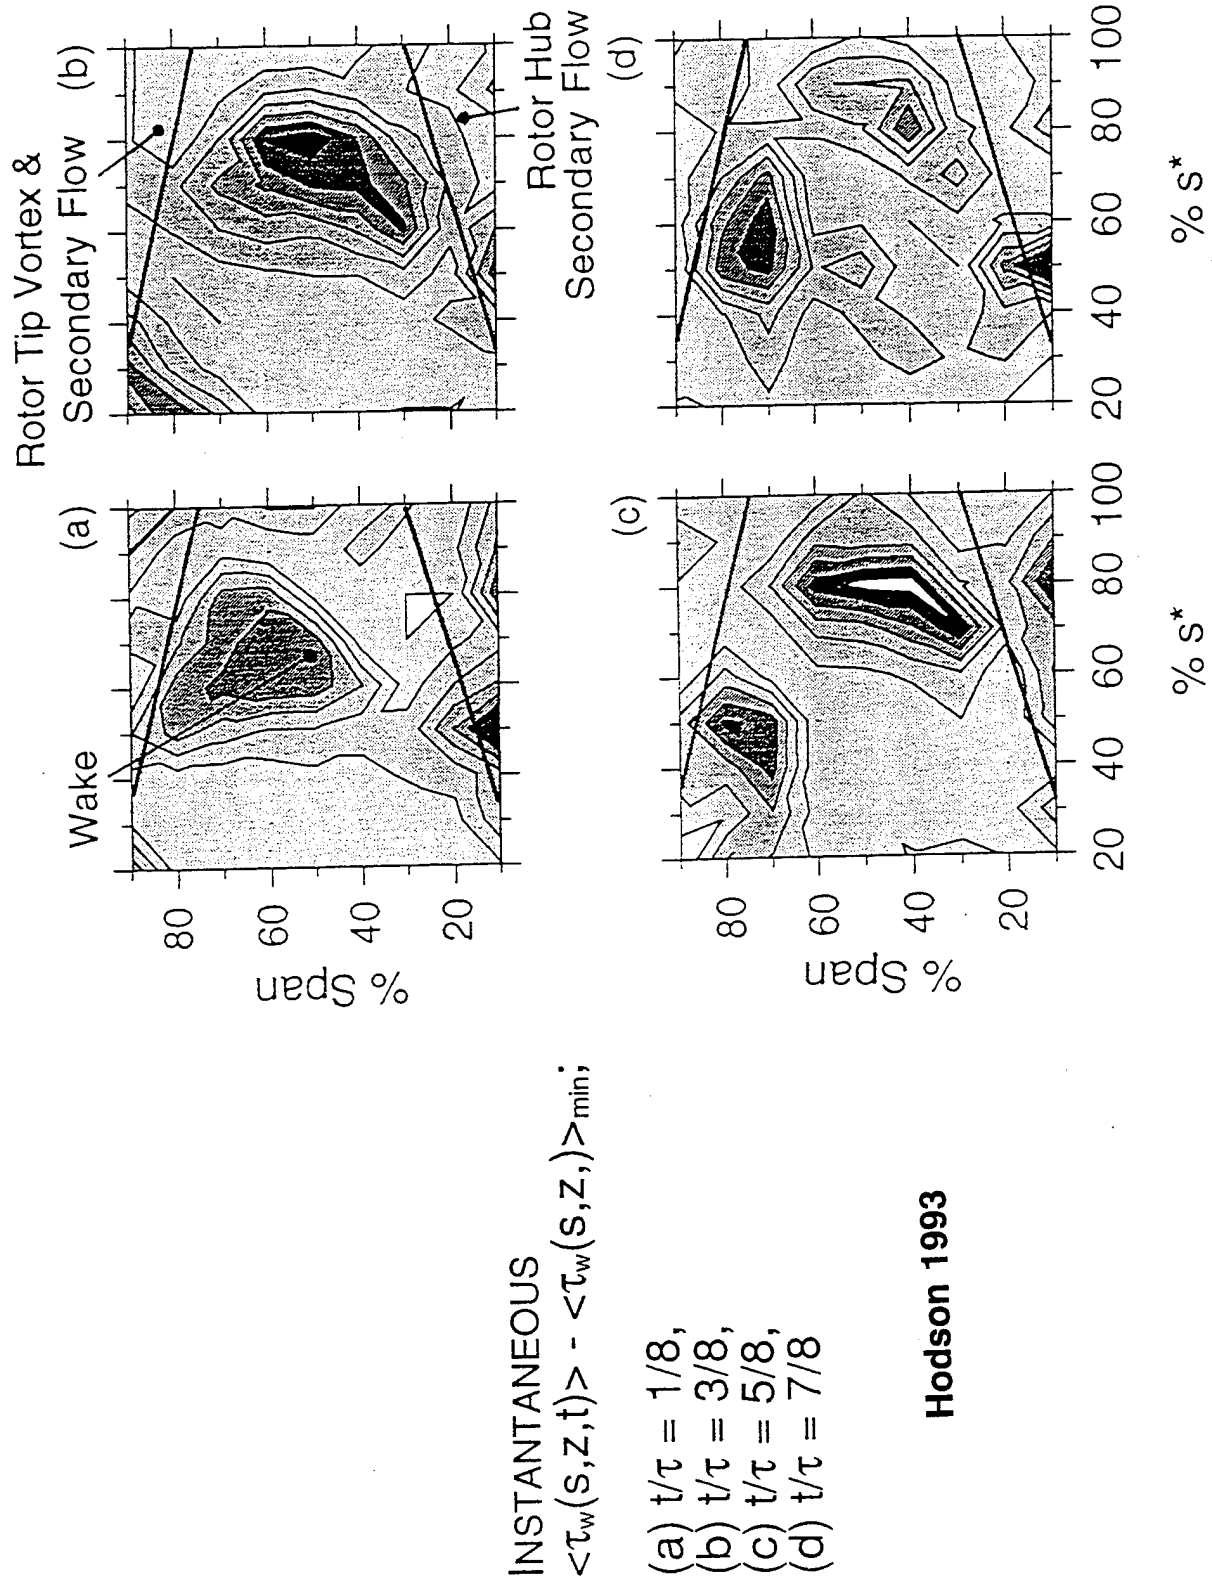 INSTANTANEOUS
<τw(s,z,t)> - <τw(s,z,)>min;
(a) t/τ = 1/8,
(b) t/τ = 3/8,
(c) t/τ = 5/8,
(d) t/τ = 7/8
Hodson 1993
Rotor Tip Vortex &
Secondary Flow
Wake
(a)
(b)
% Span
80
60
40
20
Rotor Hub
Secondary Flow
(c)
(d)
% Span
80
60
40
20
20
40
60
80
100
20
40
60
80
100
% s*
% s*